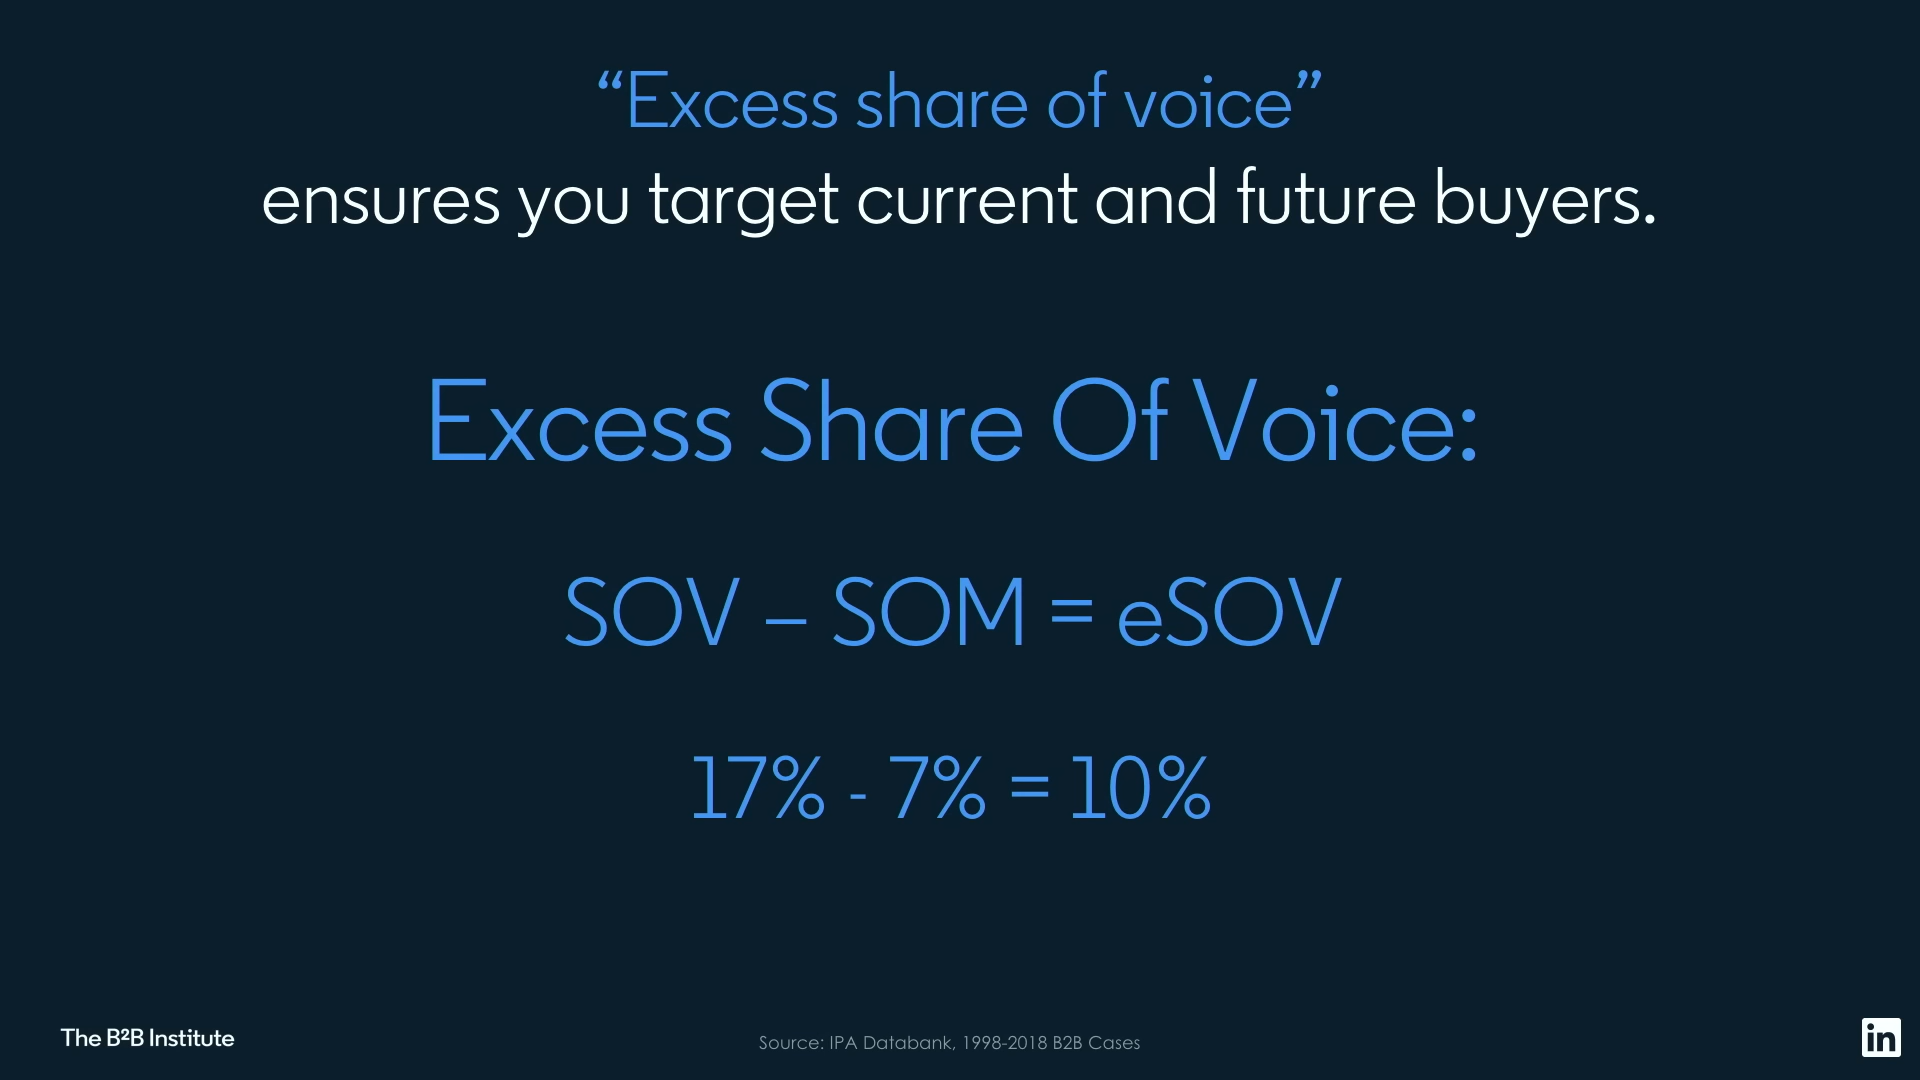 “Excess share of voice”
ensures you target current and future buyers.
Excess Share Of Voice:
SOV – SOM = eSOV
17% - 7% = 10%
The B²B Institute
Source: IPA Databank, 1998-2018 B2B Cases
in